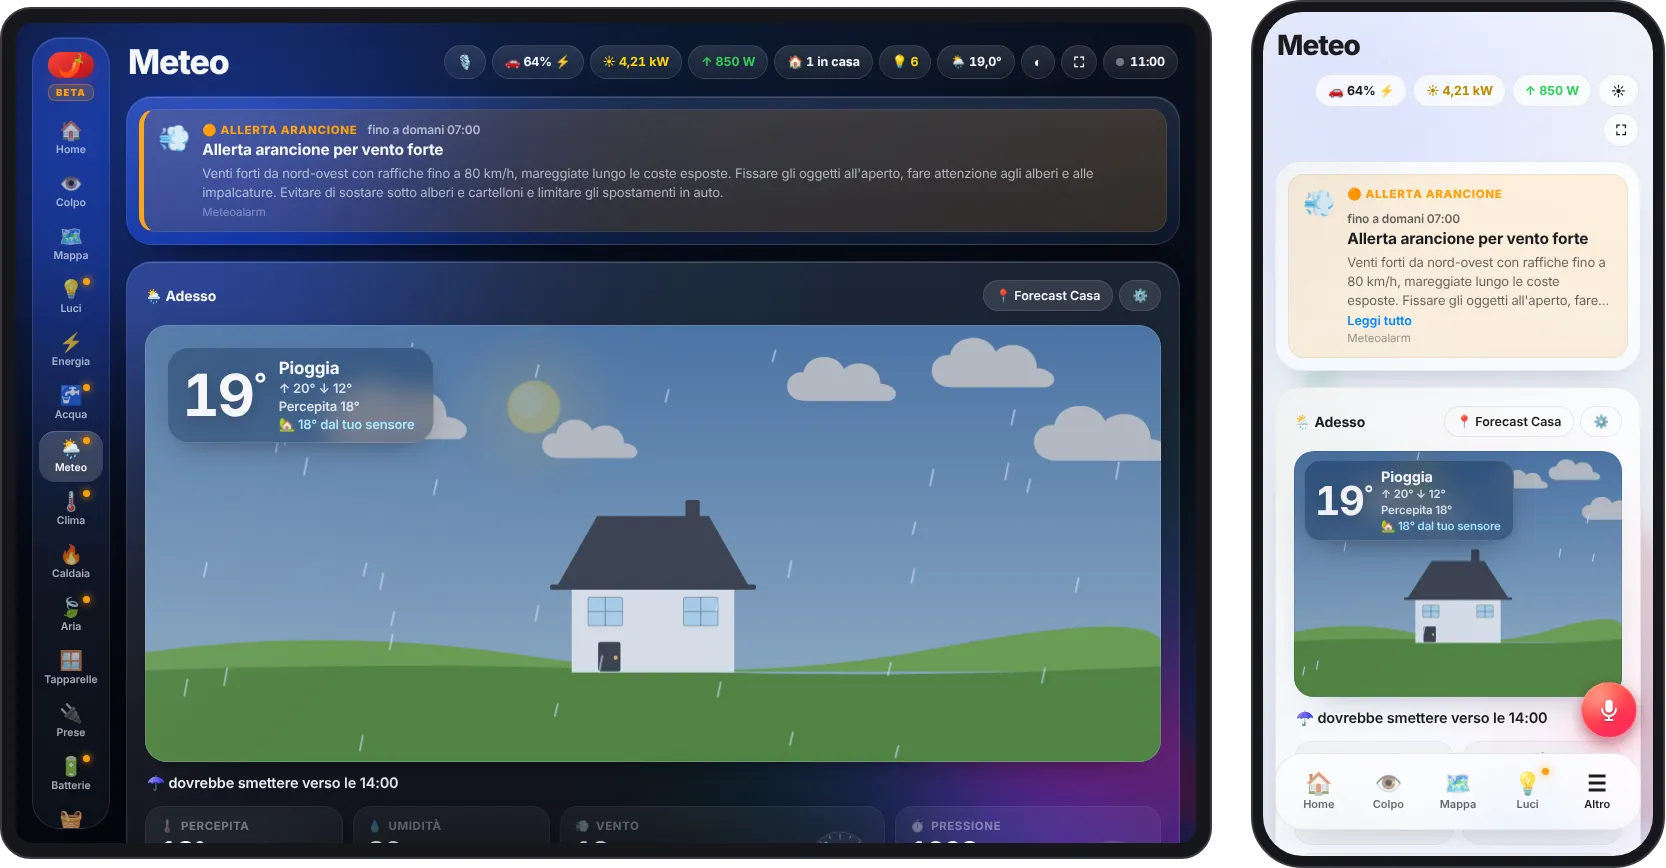 BETA
Home
Colpo
Mappa
Luci
Energia
Acqua
Meteo
Clima
Caldaia
Aria
Tapparelle
Prese
Batterie
Meteo
64%
4,21 kW
↑ 850 W
1 in casa
6
19,0°
11:00
ALLERTA ARANCIONE fino a domani 07:00
Allerta arancione per vento forte
Venti forti da nord-ovest con raffiche fino a 80 km/h, mareggiate lungo le coste esposte. Fissare gli oggetti all'aperto, fare attenzione agli alberi e alle
impalcature. Evitare di sostare sotto alberi e cartelloni e limitare gli spostamenti in auto.
Meteoalarm
Adesso
Forecast Casa
19°
Pioggia
↑ 20° ↓ 12°
Percepita 18°
18° dal tuo sensore
dovrebbe smettere verso le 14:00
PERCEPITA
UMIDITÀ
VENTO
PRESSIONE
Meteo
64%
4,21 kW
↑ 850 W
ALLERTA ARANCIONE
fino a domani 07:00
Allerta arancione per vento forte
Venti forti da nord-ovest con raffiche fino a
80 km/h, mareggiate lungo le coste
esposte. Fissare gli oggetti all'aperto, fare...
Leggi tutto
Meteoalarm
Adesso
Forecast Casa
19°
Pioggia
↑ 20° ↓ 12°
Percepita 18°
18° dal tuo sensore
dovrebbe smettere verso le 14:00
Home
Colpo
Mappa
Luci
Altro